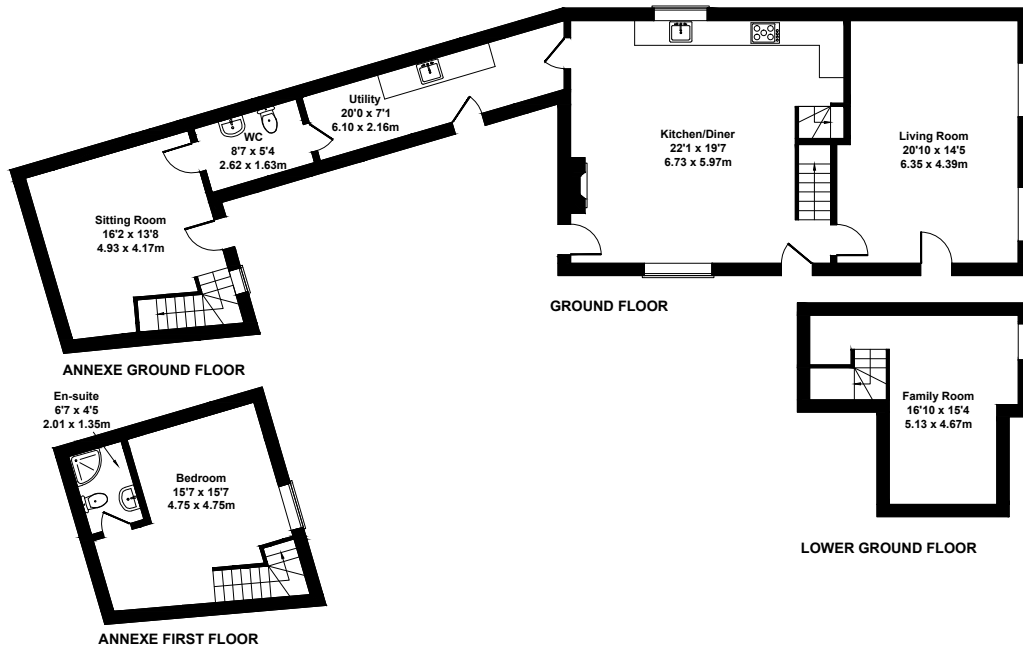 Utility
20'0 x 7'1
6.10 x 2.16m
WC
8'7 x 5'4
2.62 x 1.63m
Kitchen/Diner
22'1 x 19'7
6.73 x 5.97m
Living Room
20'10 x 14'5
6.35 x 4.39m
Sitting Room
16'2 x 13'8
4.93 x 4.17m
GROUND FLOOR
ANNEXE GROUND FLOOR
En-suite
6'7 x 4'5
2.01 x 1.35m
Family Room
16'10 x 15'4
5.13 x 4.67m
Bedroom
15'7 x 15'7
4.75 x 4.75m
LOWER GROUND FLOOR
ANNEXE FIRST FLOOR